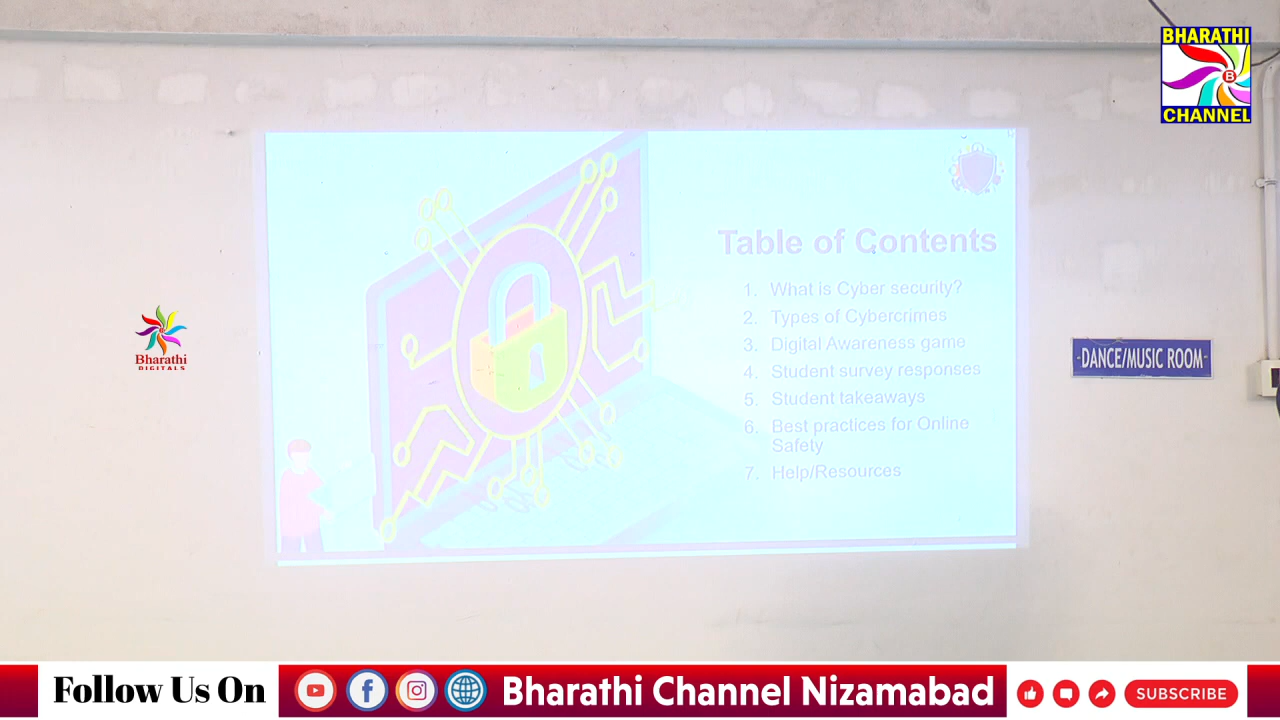 BHARATHI
B
CHANNEL
Table of Contents
1. What is Cyber security?
2. Types of Cybercrimes
3. Digital Awareness game
4. Student survey responses
5. Student takeaways
6. Best practices for Online
Safety
7. Help/Resources
Bharathi
DIGITALS
DANCE/MUSIC ROOM
Follow Us On
Bharathi Channel Nizamabad
SUBSCRIBE